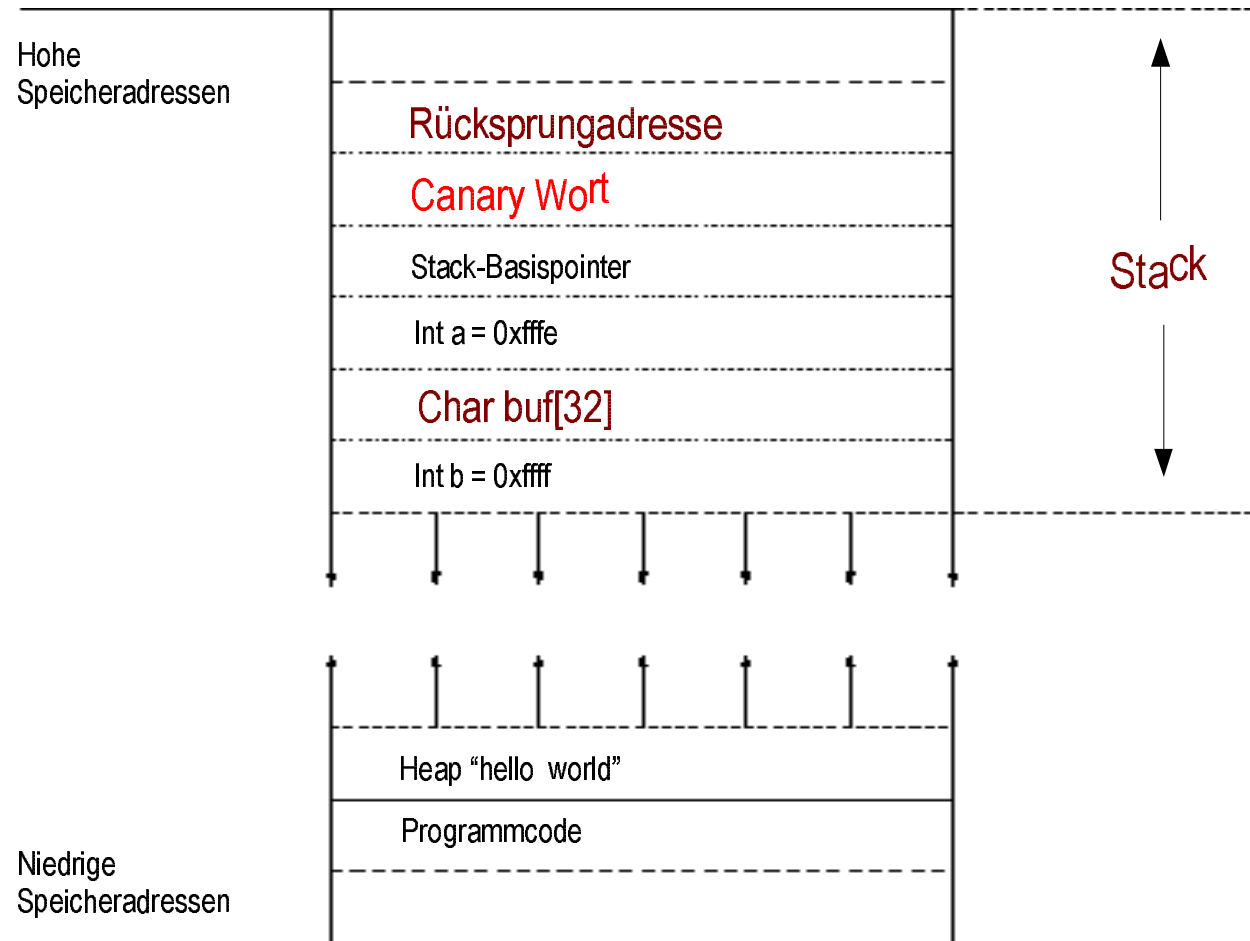 Hohe
Speicheradressen
Rücksprungadresse
Canary Wort
Stack-Basispointer
Stack
Int a = 0xfffe
Char buf[32]
Int b = 0xffff
Heap “hello world”
Programmcode
Niedrige
Speicheradressen